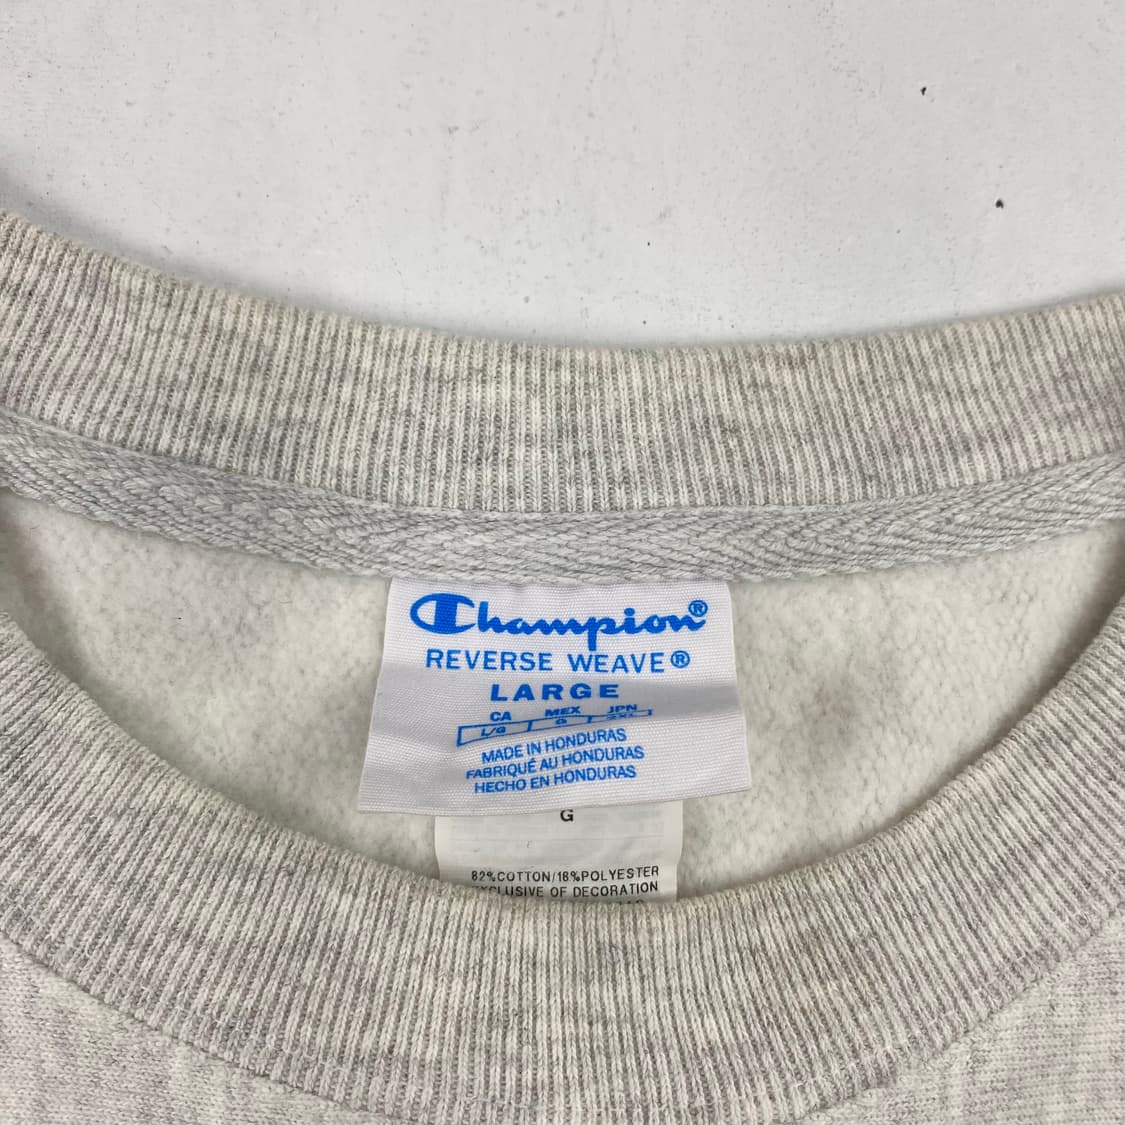 Champion®
REVERSE WEAVE®
LARGE
CA MEX JPN
L/G G 2XL
MADE IN HONDURAS
FABRIQUÉ AU HONDURAS
HECHO EN HONDURAS
G
82%COTTON/18%POLYESTER
EXCLUSIVE OF DECORATION